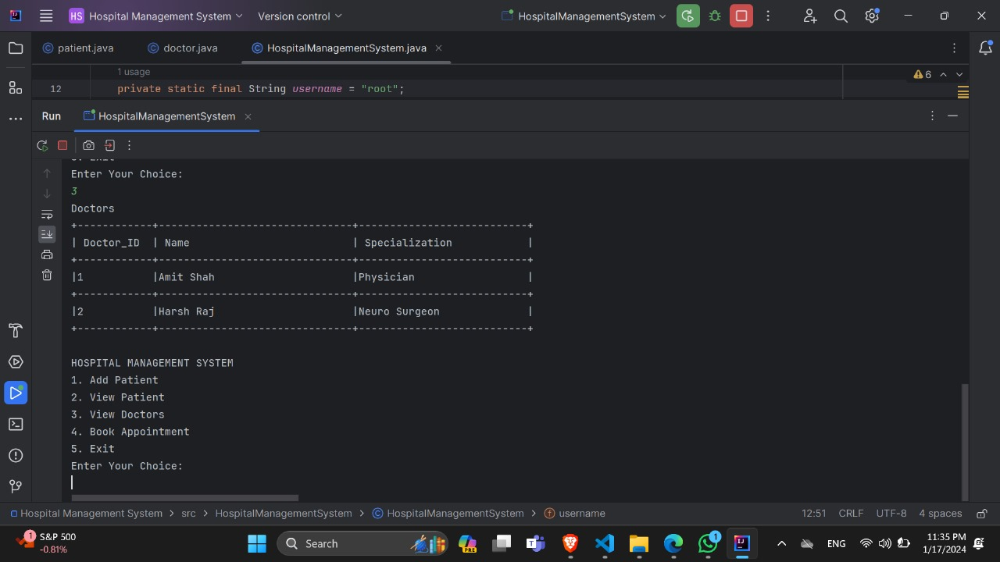 HS Hospital Management System Version control HospitalManagementSystem
patient.java doctor.java HospitalManagementSystem.java
1 usage
12 private static final String username = "root"; 6
Run HospitalManagementSystem
Enter Your Choice:
3
Doctors
+------------+-------------------------------+---------------------------+
| Doctor_ID | Name | Specialization |
+------------+-------------------------------+---------------------------+
|1 |Amit Shah |Physician |
+------------+-------------------------------+---------------------------+
|2 |Harsh Raj |Neuro Surgeon |
+------------+-------------------------------+---------------------------+
HOSPITAL MANAGEMENT SYSTEM
1. Add Patient
2. View Patient
3. View Doctors
4. Book Appointment
5. Exit
Enter Your Choice:
Hospital Management System > src > HospitalManagementSystem > HospitalManagementSystem > username 12:51 CRLF UTF-8 4 spaces
1 S&P 500 Search PRE 1 ENG 11:35 PM
-0.81% 1/17/2024